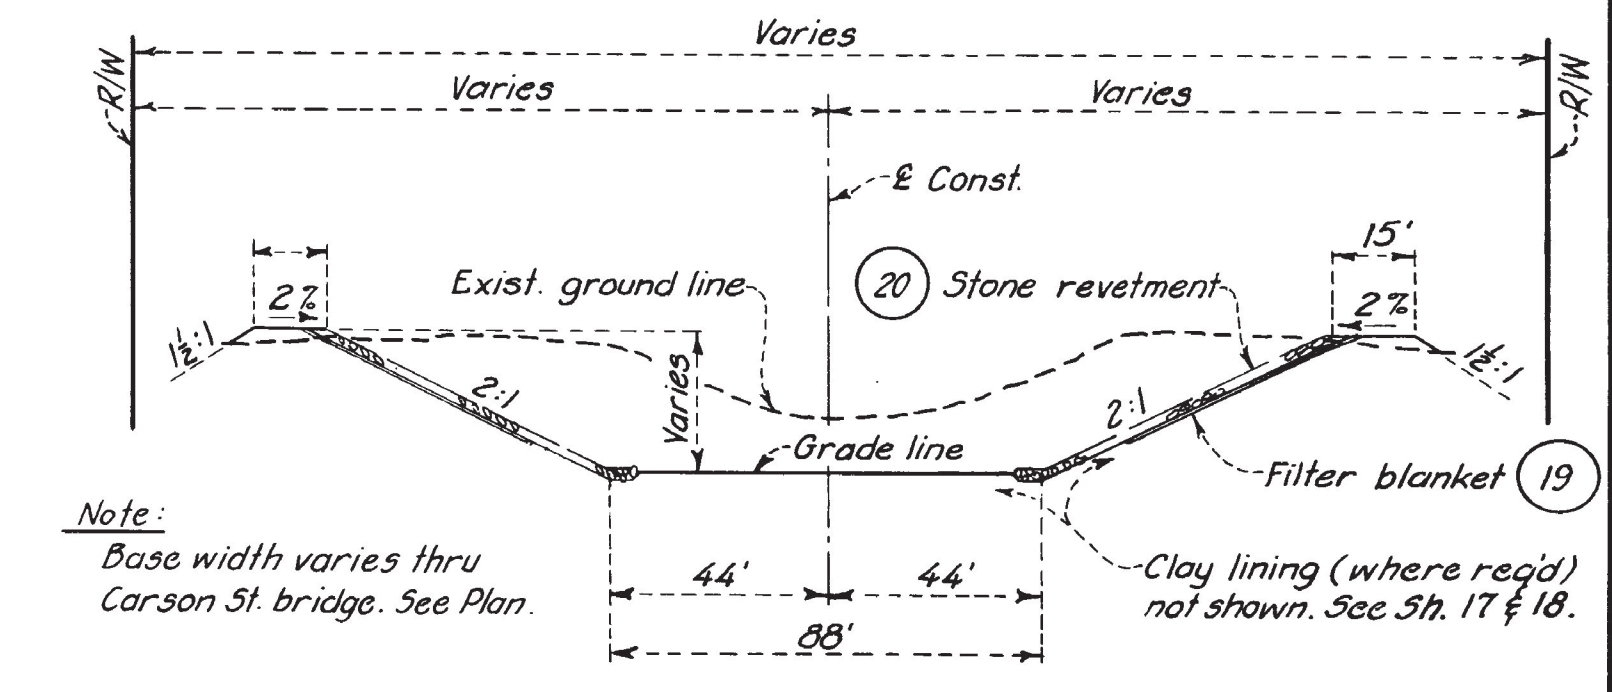 Varies
R/W
R/W
Varies
Varies
℄ Const.
15'
Exist. ground line
20
Stone revetment
2%
2%
1½:1
1½:1
Varies
2:1
2:1
Grade line
Filter blanket
19
Note:
Base width varies thru
Carson St. bridge. See Plan.
44'
44'
Clay lining (where req'd)
not shown. See Sh. 17 & 18.
88'